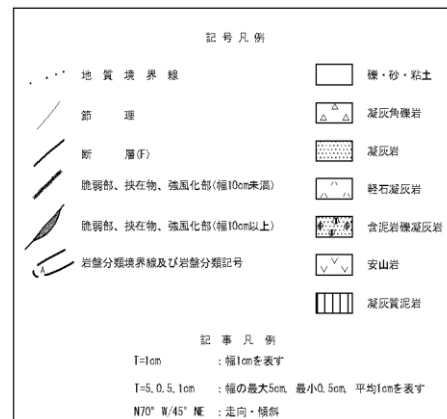 記号凡例
地質境界線
節理
断層(F)
脆弱部、挟在物、強風化部(幅10cm未満)
脆弱部、挟在物、強風化部(幅10cm以上)
A 岩盤分類境界線及び岩盤分類記号
礫・砂・粘土
凝灰角礫岩
凝灰岩
軽石凝灰岩
含泥岩礫凝灰岩
安山岩
凝灰質泥岩
記事凡例
T=1cm :幅1cmを表す
T=5,0.5,1cm :幅の最大5cm, 最小0.5cm, 平均1cmを表す
N70° W/45° NE :走向・傾斜